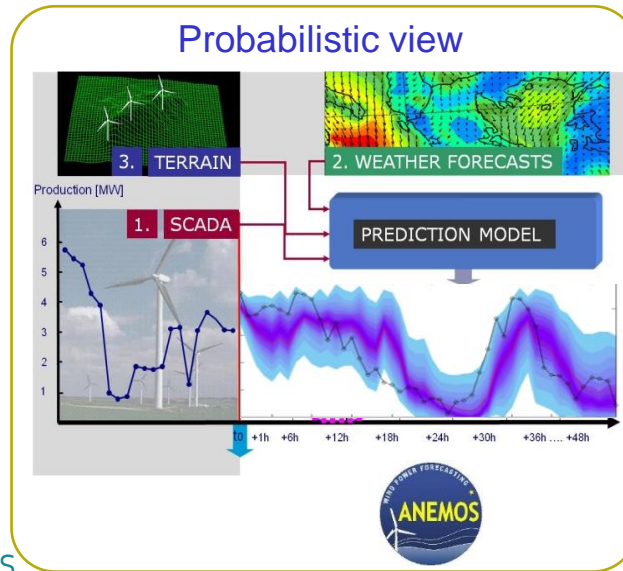 Probabilistic view
3. TERRAIN
2. WEATHER FORECASTS
Production [MW]
1. SCADA
PREDICTION MODEL
6
5
4
3
2
1
to +1h +6h +12h +18h +24h +30h +36h .... +48h
WIND POWER FORECASTING
ANEMOS
S